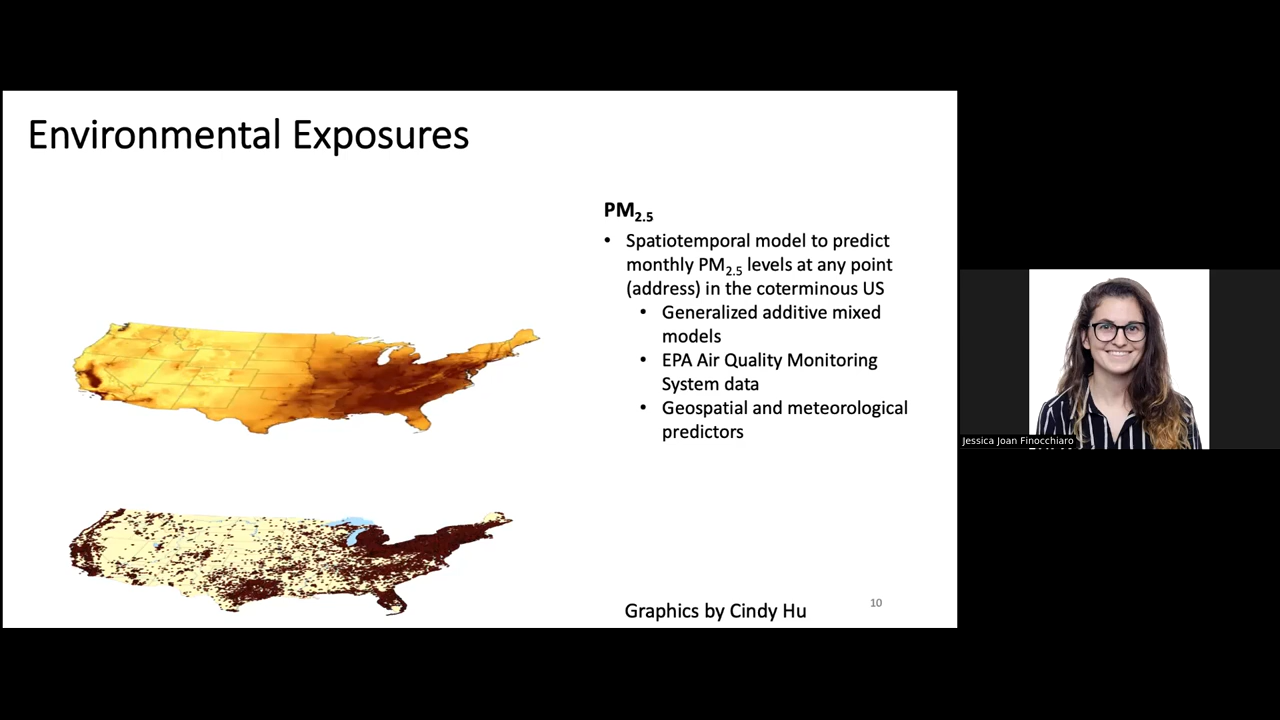 Environmental Exposures
PM2.5
• Spatiotemporal model to predict
monthly PM2.5 levels at any point
(address) in the coterminous US
• Generalized additive mixed
models
• EPA Air Quality Monitoring
System data
• Geospatial and meteorological
predictors
Graphics by Cindy Hu
10
Jessica Joan Finocchiaro